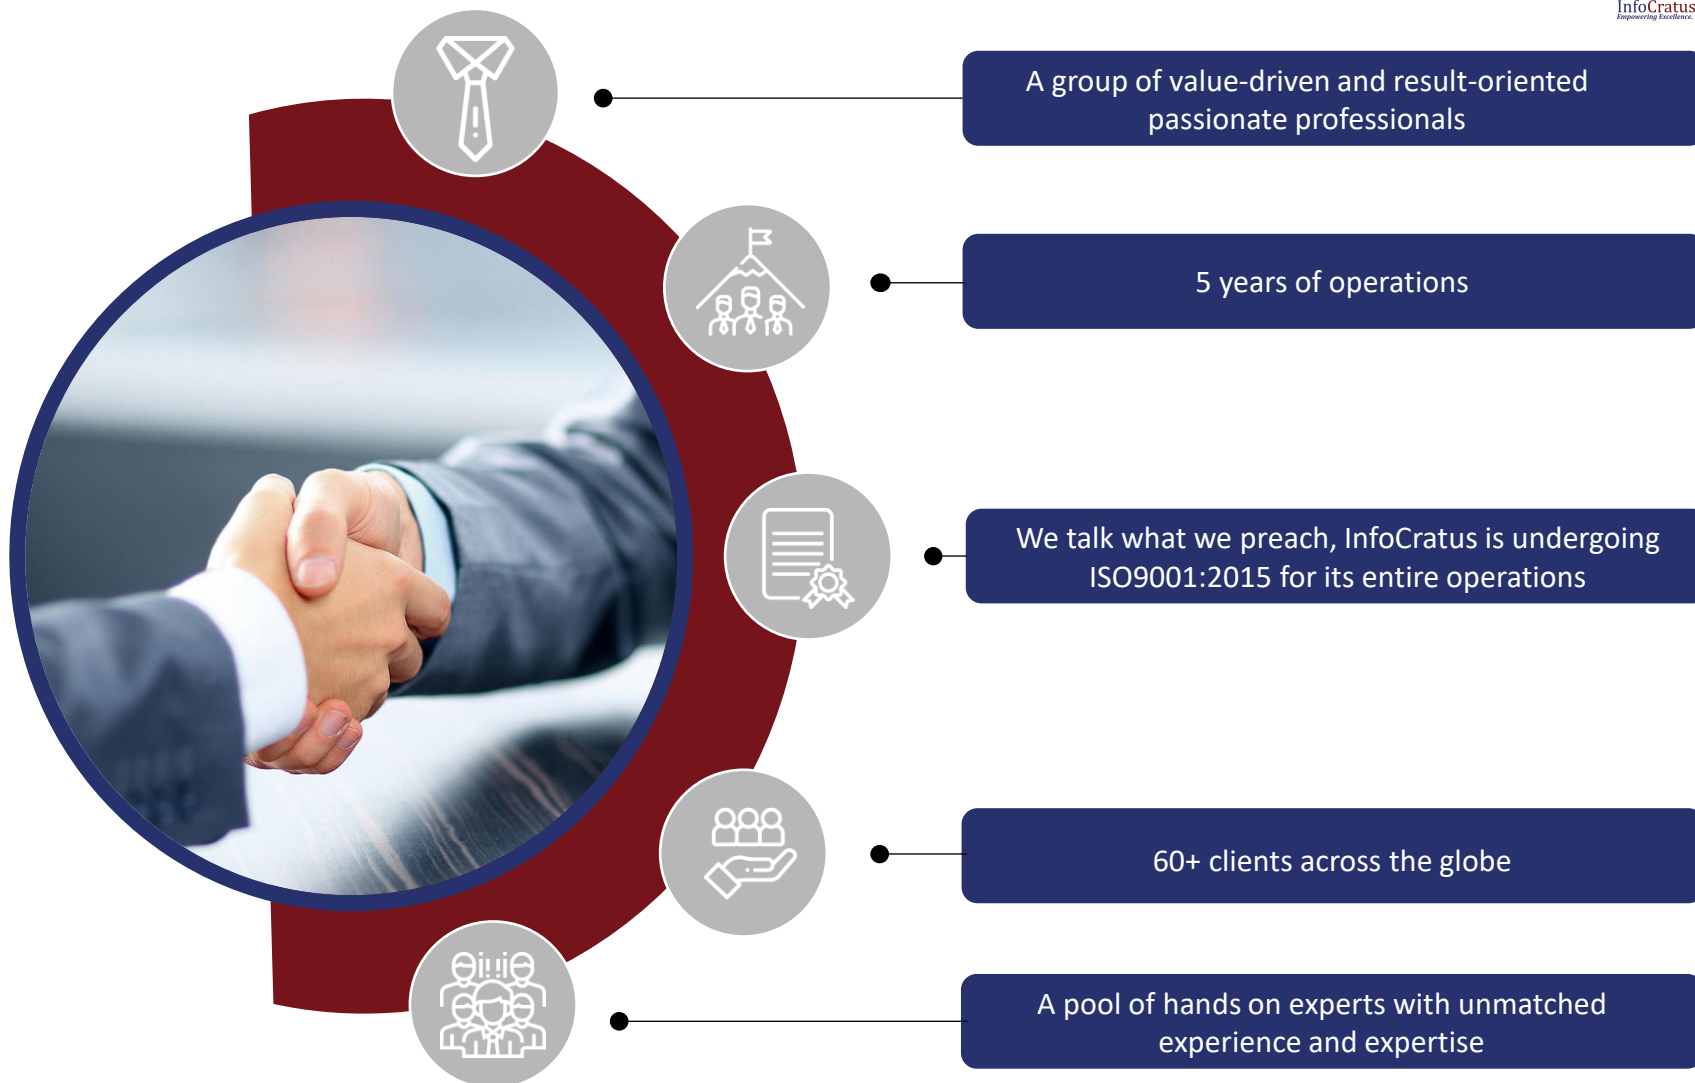 InfoCratus
Empowering Excellence.
A group of value-driven and result-oriented
passionate professionals
5 years of operations
We talk what we preach, InfoCratus is undergoing
ISO9001:2015 for its entire operations
60+ clients across the globe
A pool of hands on experts with unmatched
experience and expertise